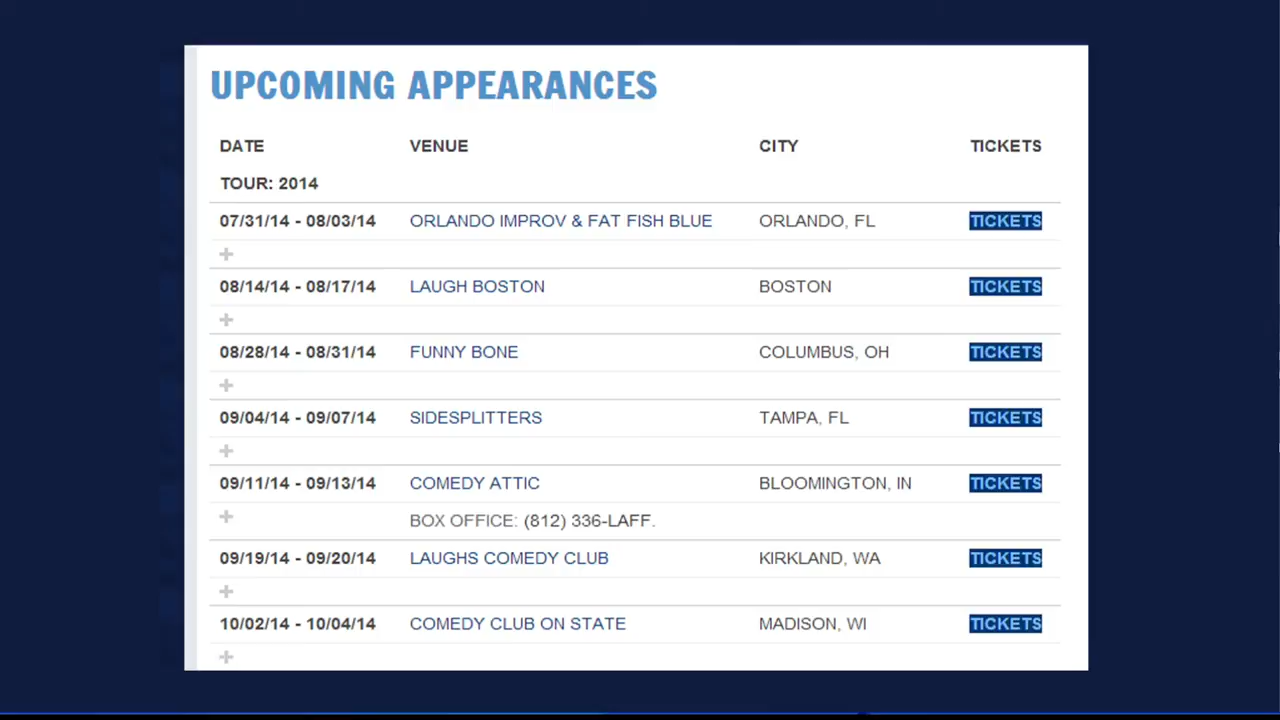 UPCOMING APPEARANCES
DATE VENUE CITY TICKETS
TOUR: 2014
07/31/14 - 08/03/14 ORLANDO IMPROV & FAT FISH BLUE ORLANDO, FL TICKETS
+
08/14/14 - 08/17/14 LAUGH BOSTON BOSTON TICKETS
+
08/28/14 - 08/31/14 FUNNY BONE COLUMBUS, OH TICKETS
+
09/04/14 - 09/07/14 SIDESPLITTERS TAMPA, FL TICKETS
+
09/11/14 - 09/13/14 COMEDY ATTIC BLOOMINGTON, IN TICKETS
+ BOX OFFICE: (812) 336-LAFF.
09/19/14 - 09/20/14 LAUGHS COMEDY CLUB KIRKLAND, WA TICKETS
+
10/02/14 - 10/04/14 COMEDY CLUB ON STATE MADISON, WI TICKETS
+